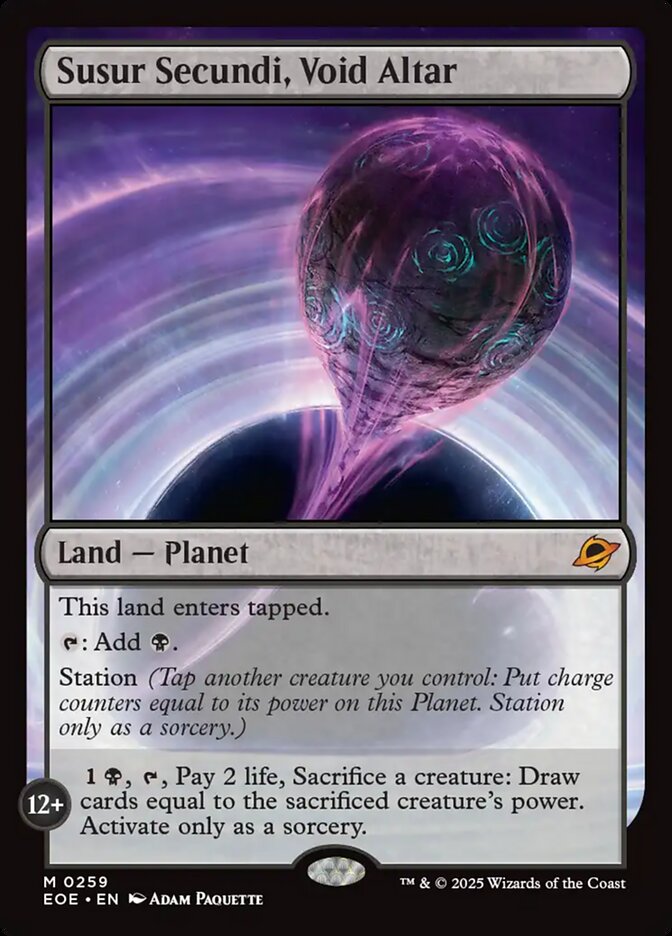 Susur Secundi, Void Altar
Land — Planet
This land enters tapped.
: Add .
Station (Tap another creature you control: Put charge
counters equal to its power on this Planet. Station
only as a sorcery.)
12+
1 , , Pay 2 life, Sacrifice a creature: Draw
cards equal to the sacrificed creature's power.
Activate only as a sorcery.
M 0259
EOE • EN Adam Paquette
™ & © 2025 Wizards of the Coast